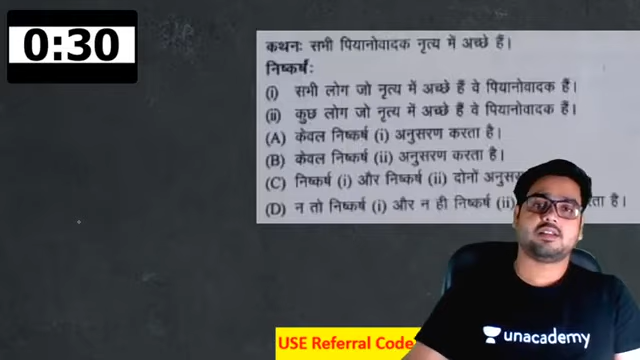 0:30
कथनः सभी पियानोवादक नृत्य में अच्छे हैं।
निष्कर्षः
(i) सभी लोग जो नृत्य में अच्छे हैं वे पियानोवादक हैं।
(ii) कुछ लोग जो नृत्य में अच्छे हैं वे पियानोवादक हैं।
(A) केवल निष्कर्ष (i) अनुसरण करता है।
(B) केवल निष्कर्ष (ii) अनुसरण करता है।
(C) निष्कर्ष (i) और निष्कर्ष (ii) दोनों
(D) न तो निष्कर्ष (i) और न ही निष्कर्ष (ii) है।
USE Referral Code
unacademy